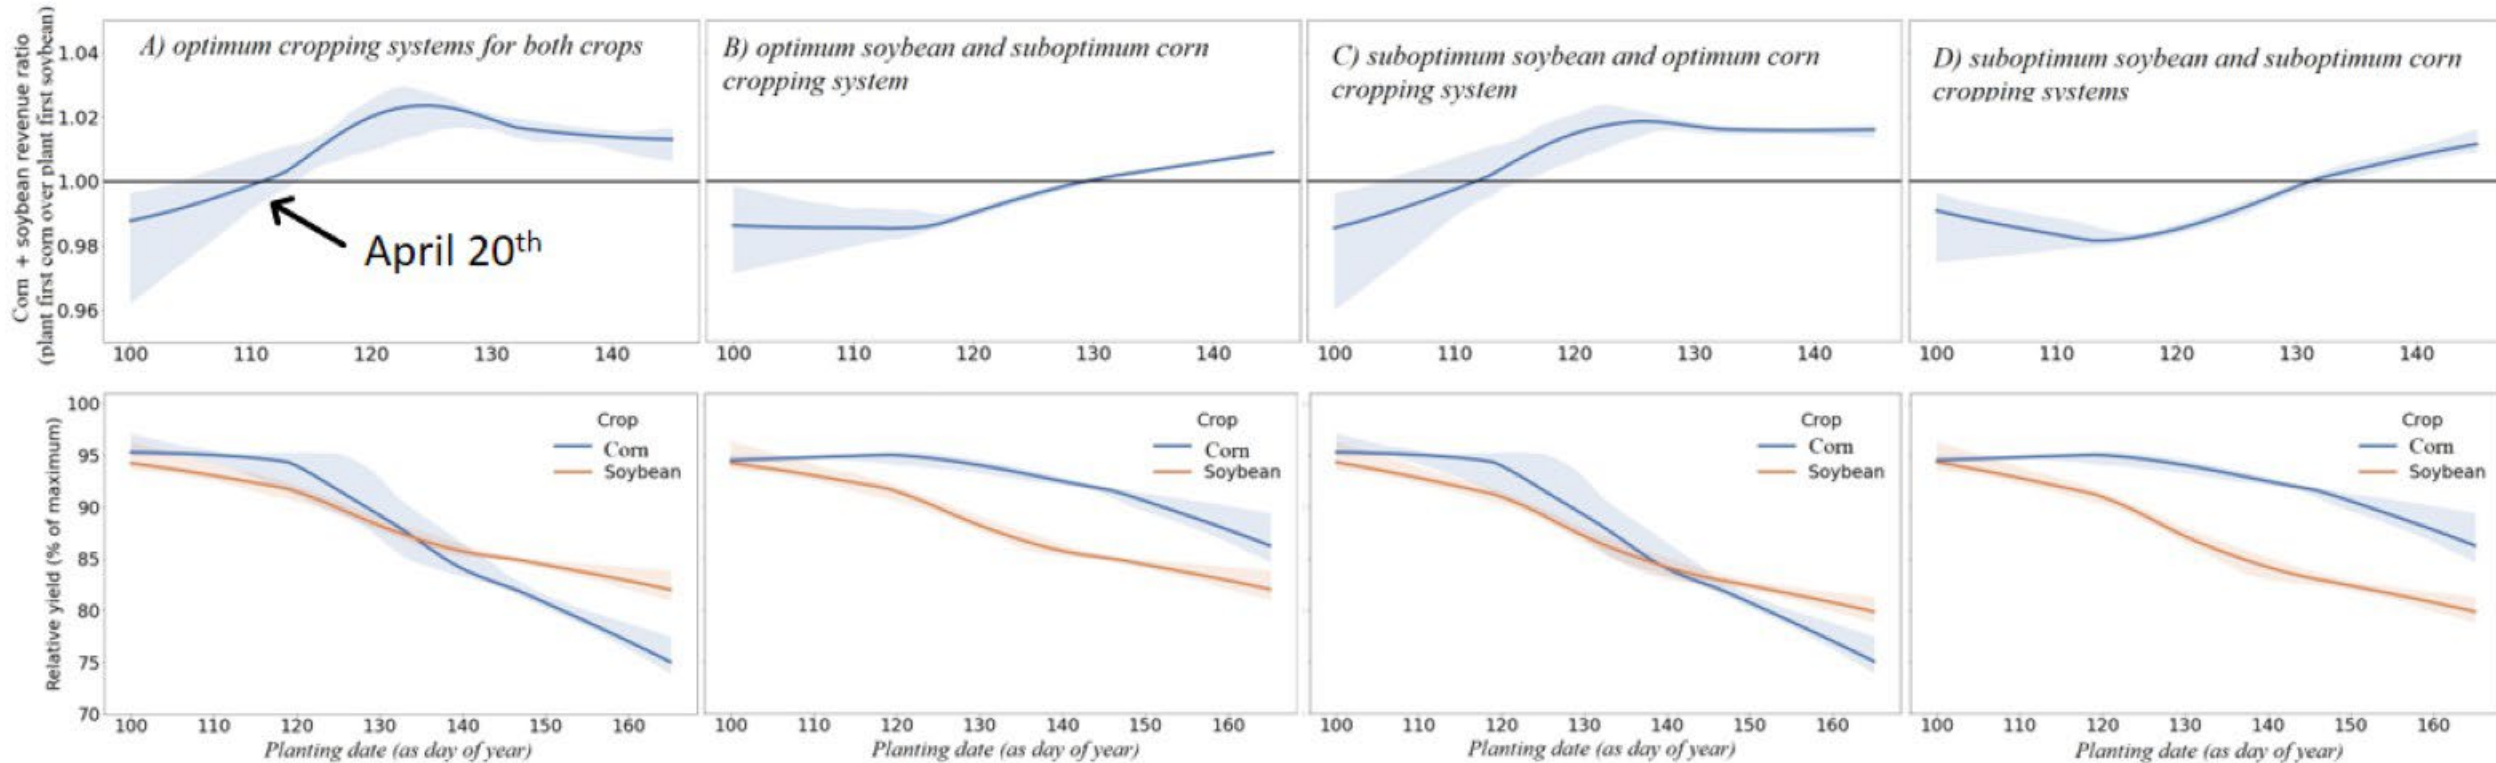 Corn + soybean revenue ratio
(plant first corn over plant first soybean)
1.04
1.02
1.00
0.98
0.96
A) optimum cropping systems for both crops
April 20th
100 110 120 130 140
B) optimum soybean and suboptimum corn
cropping system
100 110 120 130 140
C) suboptimum soybean and optimum corn
cropping system
100 110 120 130 140
D) suboptimum soybean and suboptimum corn
cropping systems
100 110 120 130 140
Relative yield (% of maximum)
100
95
90
85
80
75
70
Crop
Corn
Soybean
100 110 120 130 140 150 160
Planting date (as day of year)
Crop
Corn
Soybean
100 110 120 130 140 150 160
Planting date (as day of year)
Crop
Corn
Soybean
100 110 120 130 140 150 160
Planting date (as day of year)
Crop
Corn
Soybean
100 110 120 130 140 150 160
Planting date (as day of year)